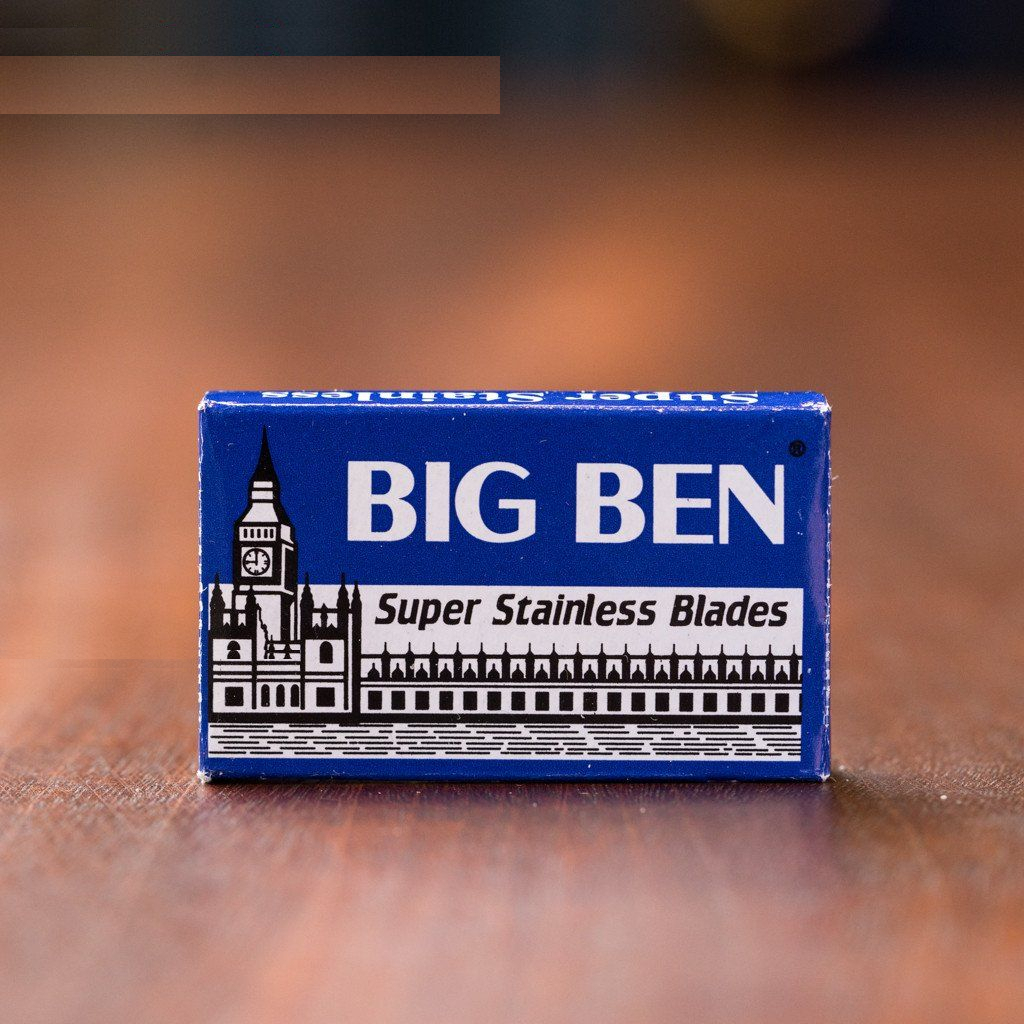 Super Stainless
BIG BEN®
Super Stainless Blades